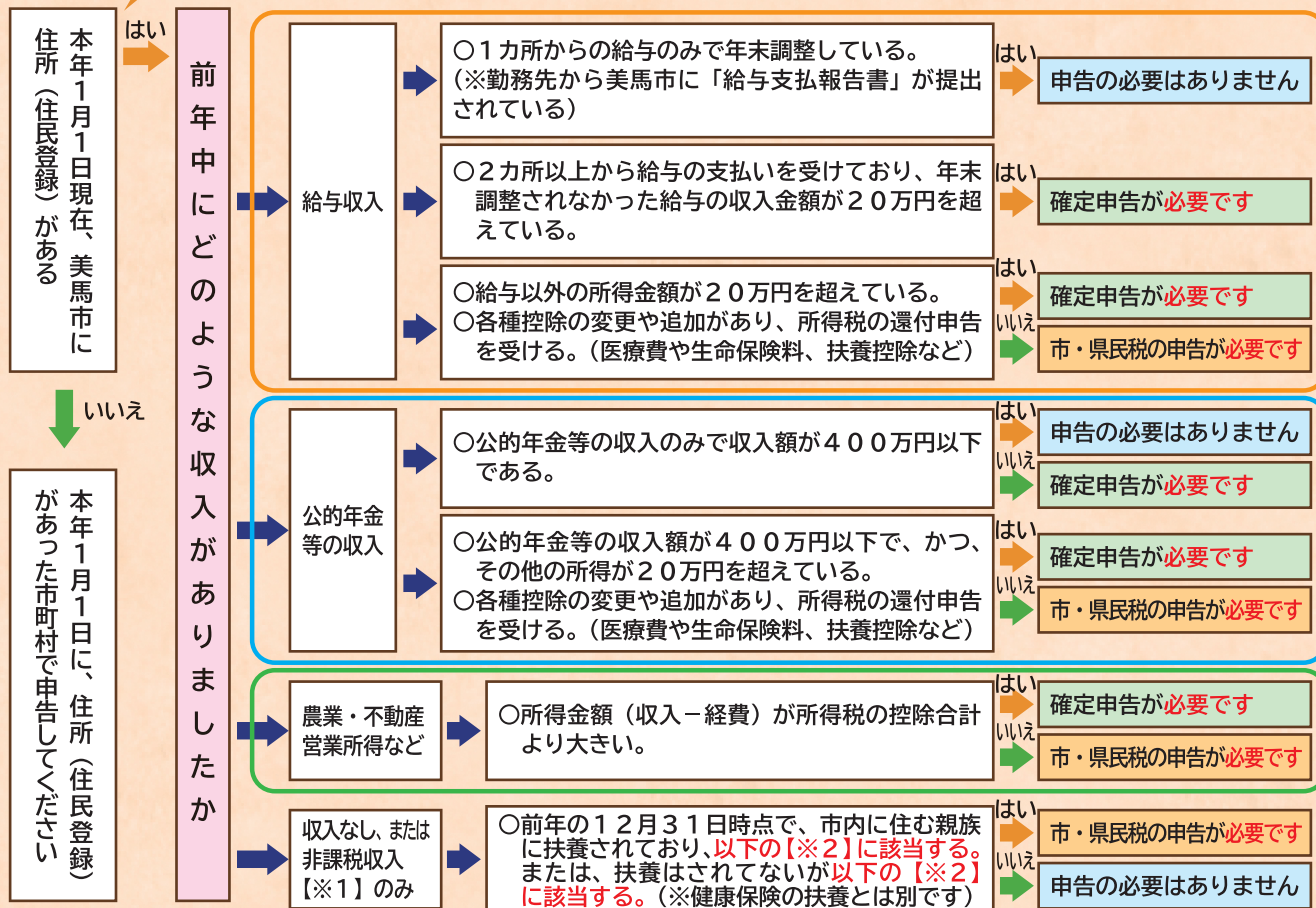 本年1月1日現在、美馬市に
住所（住民登録）がある
はい
いいえ
本年1月1日に、住所（住民登録）
があった市町村で申告してください
前年中にどのような収入がありましたか
給与収入
○1カ所からの給与のみで年末調整している。
（※勤務先から美馬市に「給与支払報告書」が提出
されている）
はい
申告の必要はありません
○2カ所以上から給与の支払いを受けており、年末
調整されなかった給与の収入金額が20万円を超
えている。
はい
確定申告が必要です
○給与以外の所得金額が20万円を超えている。
○各種控除の変更や追加があり、所得税の還付申告
を受ける。（医療費や生命保険料、扶養控除など）
はい
確定申告が必要です
いいえ
市・県民税の申告が必要です
公的年金
等の収入
○公的年金等の収入のみで収入額が400万円以下
である。
はい
申告の必要はありません
いいえ
確定申告が必要です
○公的年金等の収入額が400万円以下で、かつ、
その他の所得が20万円を超えている。
○各種控除の変更や追加があり、所得税の還付申告
を受ける。（医療費や生命保険料、扶養控除など）
はい
確定申告が必要です
いいえ
市・県民税の申告が必要です
農業・不動産
営業所得など
○所得金額（収入－経費）が所得税の控除合計
より大きい。
はい
確定申告が必要です
いいえ
市・県民税の申告が必要です
収入なし、または
非課税収入
【※1】のみ
○前年の12月31日時点で、市内に住む親族
に扶養されており、以下の【※2】に該当する。
または、扶養はされてないが以下の【※2】
に該当する。（※健康保険の扶養とは別です）
はい
市・県民税の申告が必要です
いいえ
申告の必要はありません